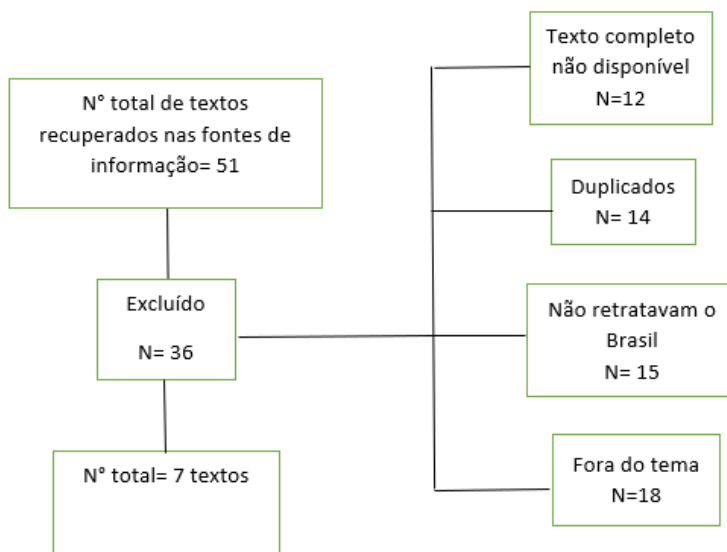 N° total de textos
recuperados nas fontes de
informação= 51
Excluído
N= 36
N° total= 7 textos
Texto completo
não disponível
N=12
Duplicados
N= 14
Não retratavam o
Brasil
N= 15
Fora do tema
N=18